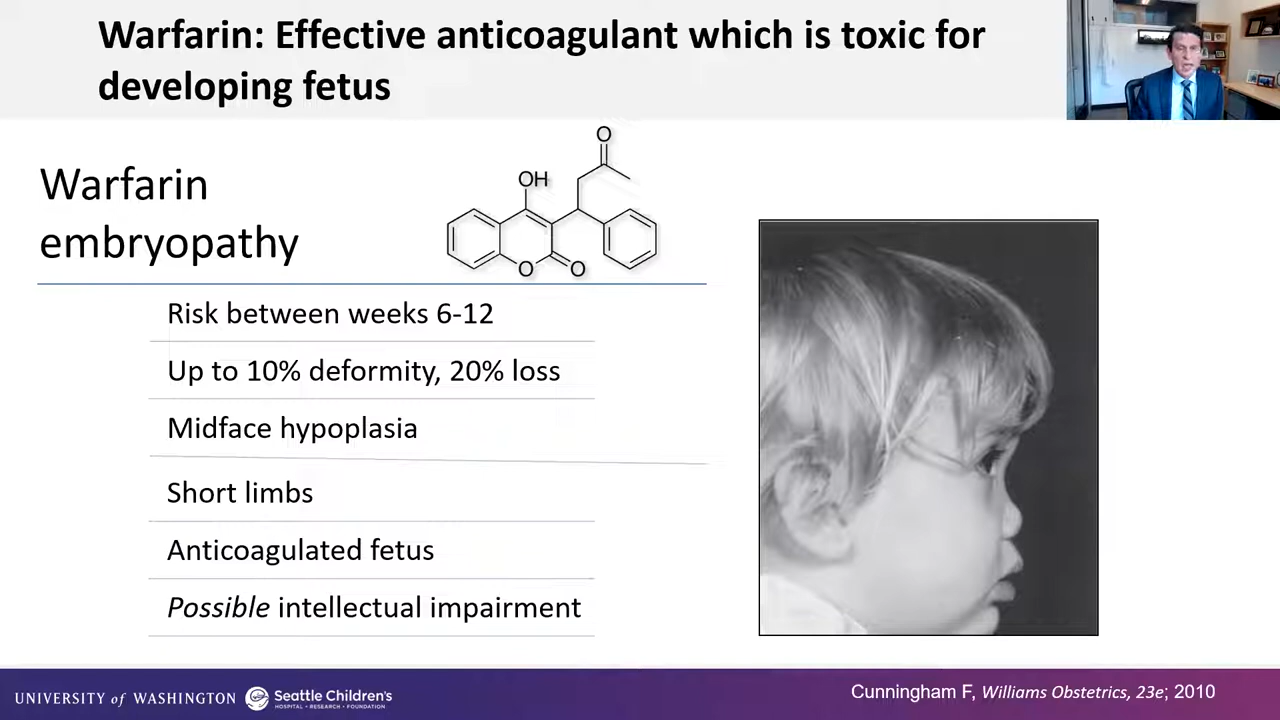 Warfarin: Effective anticoagulant which is toxic for
developing fetus
Warfarin
embryopathy
O
OH
O
O
Risk between weeks 6-12
Up to 10% deformity, 20% loss
Midface hypoplasia
Short limbs
Anticoagulated fetus
Possible intellectual impairment
UNIVERSITY of WASHINGTON
Seattle Children's
HOSPITAL • RESEARCH • FOUNDATION
Cunningham F, Williams Obstetrics, 23e; 2010